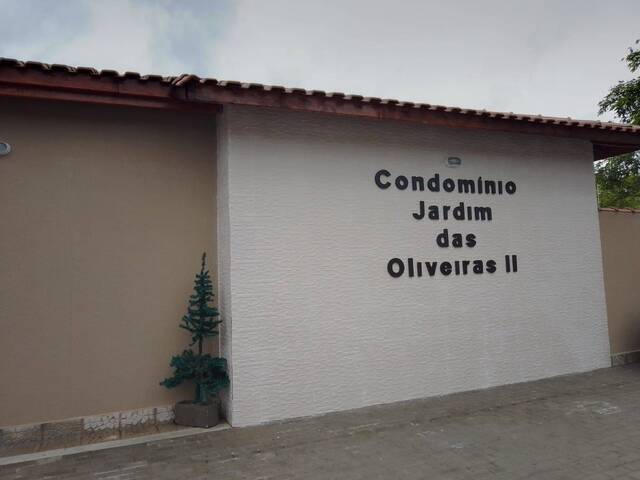 Condomínio
Jardim
das
Oliveiras II